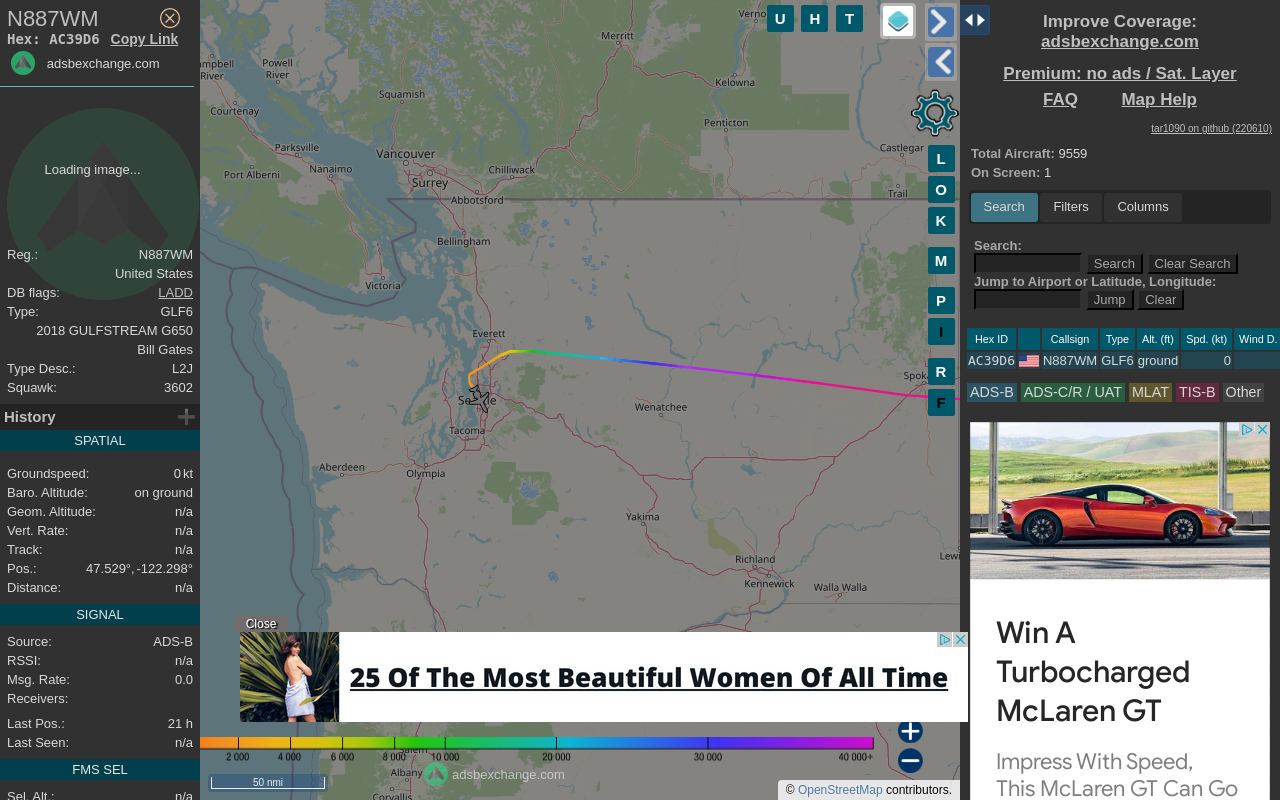 N887WM
Hex: AC39D6 Copy Link
adsbexchange.com
Loading image...
Reg.: N887WM
United States
DB flags: LADD
Type: GLF6
2018 GULFSTREAM G650
Bill Gates
Type Desc.: L2J
Squawk: 3602
History
SPATIAL
Groundspeed: 0 kt
Baro. Altitude: on ground
Geom. Altitude: n/a
Vert. Rate: n/a
Track: n/a
Pos.: 47.529°, -122.298°
Distance: n/a
SIGNAL
Source: ADS-B
RSSI: n/a
Msg. Rate: 0.0
Receivers:
Last Pos.: 21 h
Last Seen: n/a
FMS SEL
Sel. Alt.: n/a
U H T
L
O
K
M
P
I
R
F
Merritt
Powell
River
River
Squamish
Kelowna
Courtenay
Penticton
Parksville
Vancouver
Castlegar
Nanaimo
Port Alberni
Chilliwack
Surrey
Trail
Abbotsford
Bellingham
Victoria
Everett
Wenatchee
Tacoma
Aberdeen
Olympia
Yakima
Richland
Kennewick
Walla Walla
Close
25 Of The Most Beautiful Women Of All Time
2 000 4 000 6 000 8 000 10 000 20 000 30 000 40 000+
Albany
Corvallis
adsbexchange.com
50 nmi
© OpenStreetMap contributors.
Improve Coverage:
adsbexchange.com
Premium: no ads / Sat. Layer
FAQ Map Help
tar1090 on github (220610)
Total Aircraft: 9559
On Screen: 1
Search Filters Columns
Search:
Search Clear Search
Jump to Airport or Latitude, Longitude:
Jump Clear
Hex ID Callsign Type Alt. (ft) Spd. (kt) Wind D.
AC39D6 N887WM GLF6 ground 0
ADS-B ADS-C/R / UAT MLAT TIS-B Other
Win A
Turbocharged
McLaren GT
Impress With Speed,
This McLaren GT Can Go